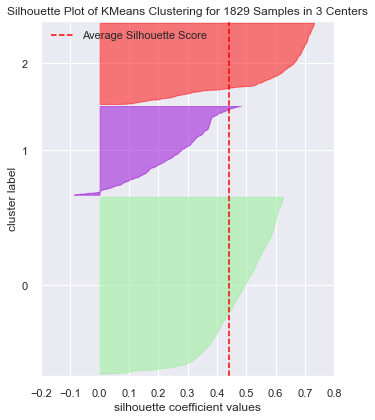 Silhouette Plot of KMeans Clustering for 1829 Samples in 3 Centers
Average Silhouette Score
2
1
0
cluster label
-0.2 -0.1 0.0 0.1 0.2 0.3 0.4 0.5 0.6 0.7 0.8
silhouette coefficient values